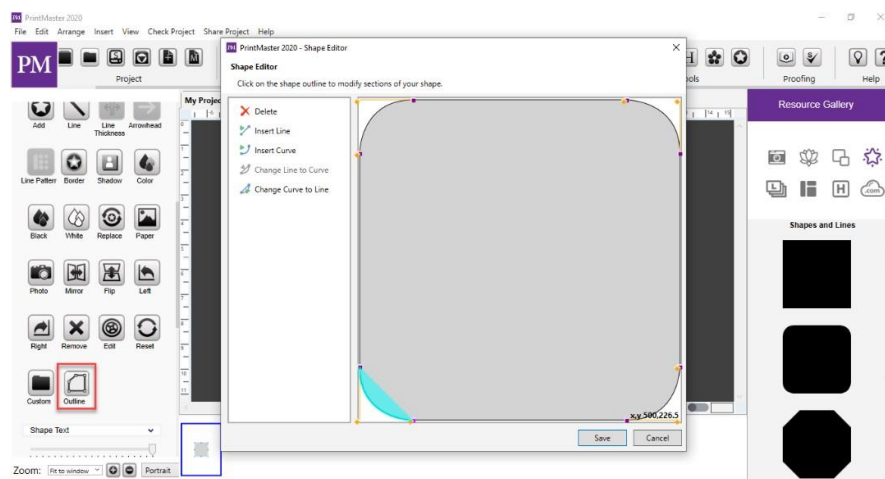 PM PrintMaster 2020
File Edit Arrange Insert View Check Project Share Project Help
PM
Project
ols
Proofing
Help
PM PrintMaster 2020 - Shape Editor
Shape Editor
Click on the shape outline to modify sections of your shape.
Delete
Insert Line
Insert Curve
Change Line to Curve
Change Curve to Line
x,y 500,226.5
Save Cancel
My Projec
Add Line Line Thickness Arrowhead
Line Patterr Border Shadow Color
Black White Replace Paper
Photo Mirror Flip Left
Right Remove Edit Reset
Custom Outline
Shape Text
Zoom: Fit to window Portrait
Resource Gallery
L H .com
Shapes and Lines